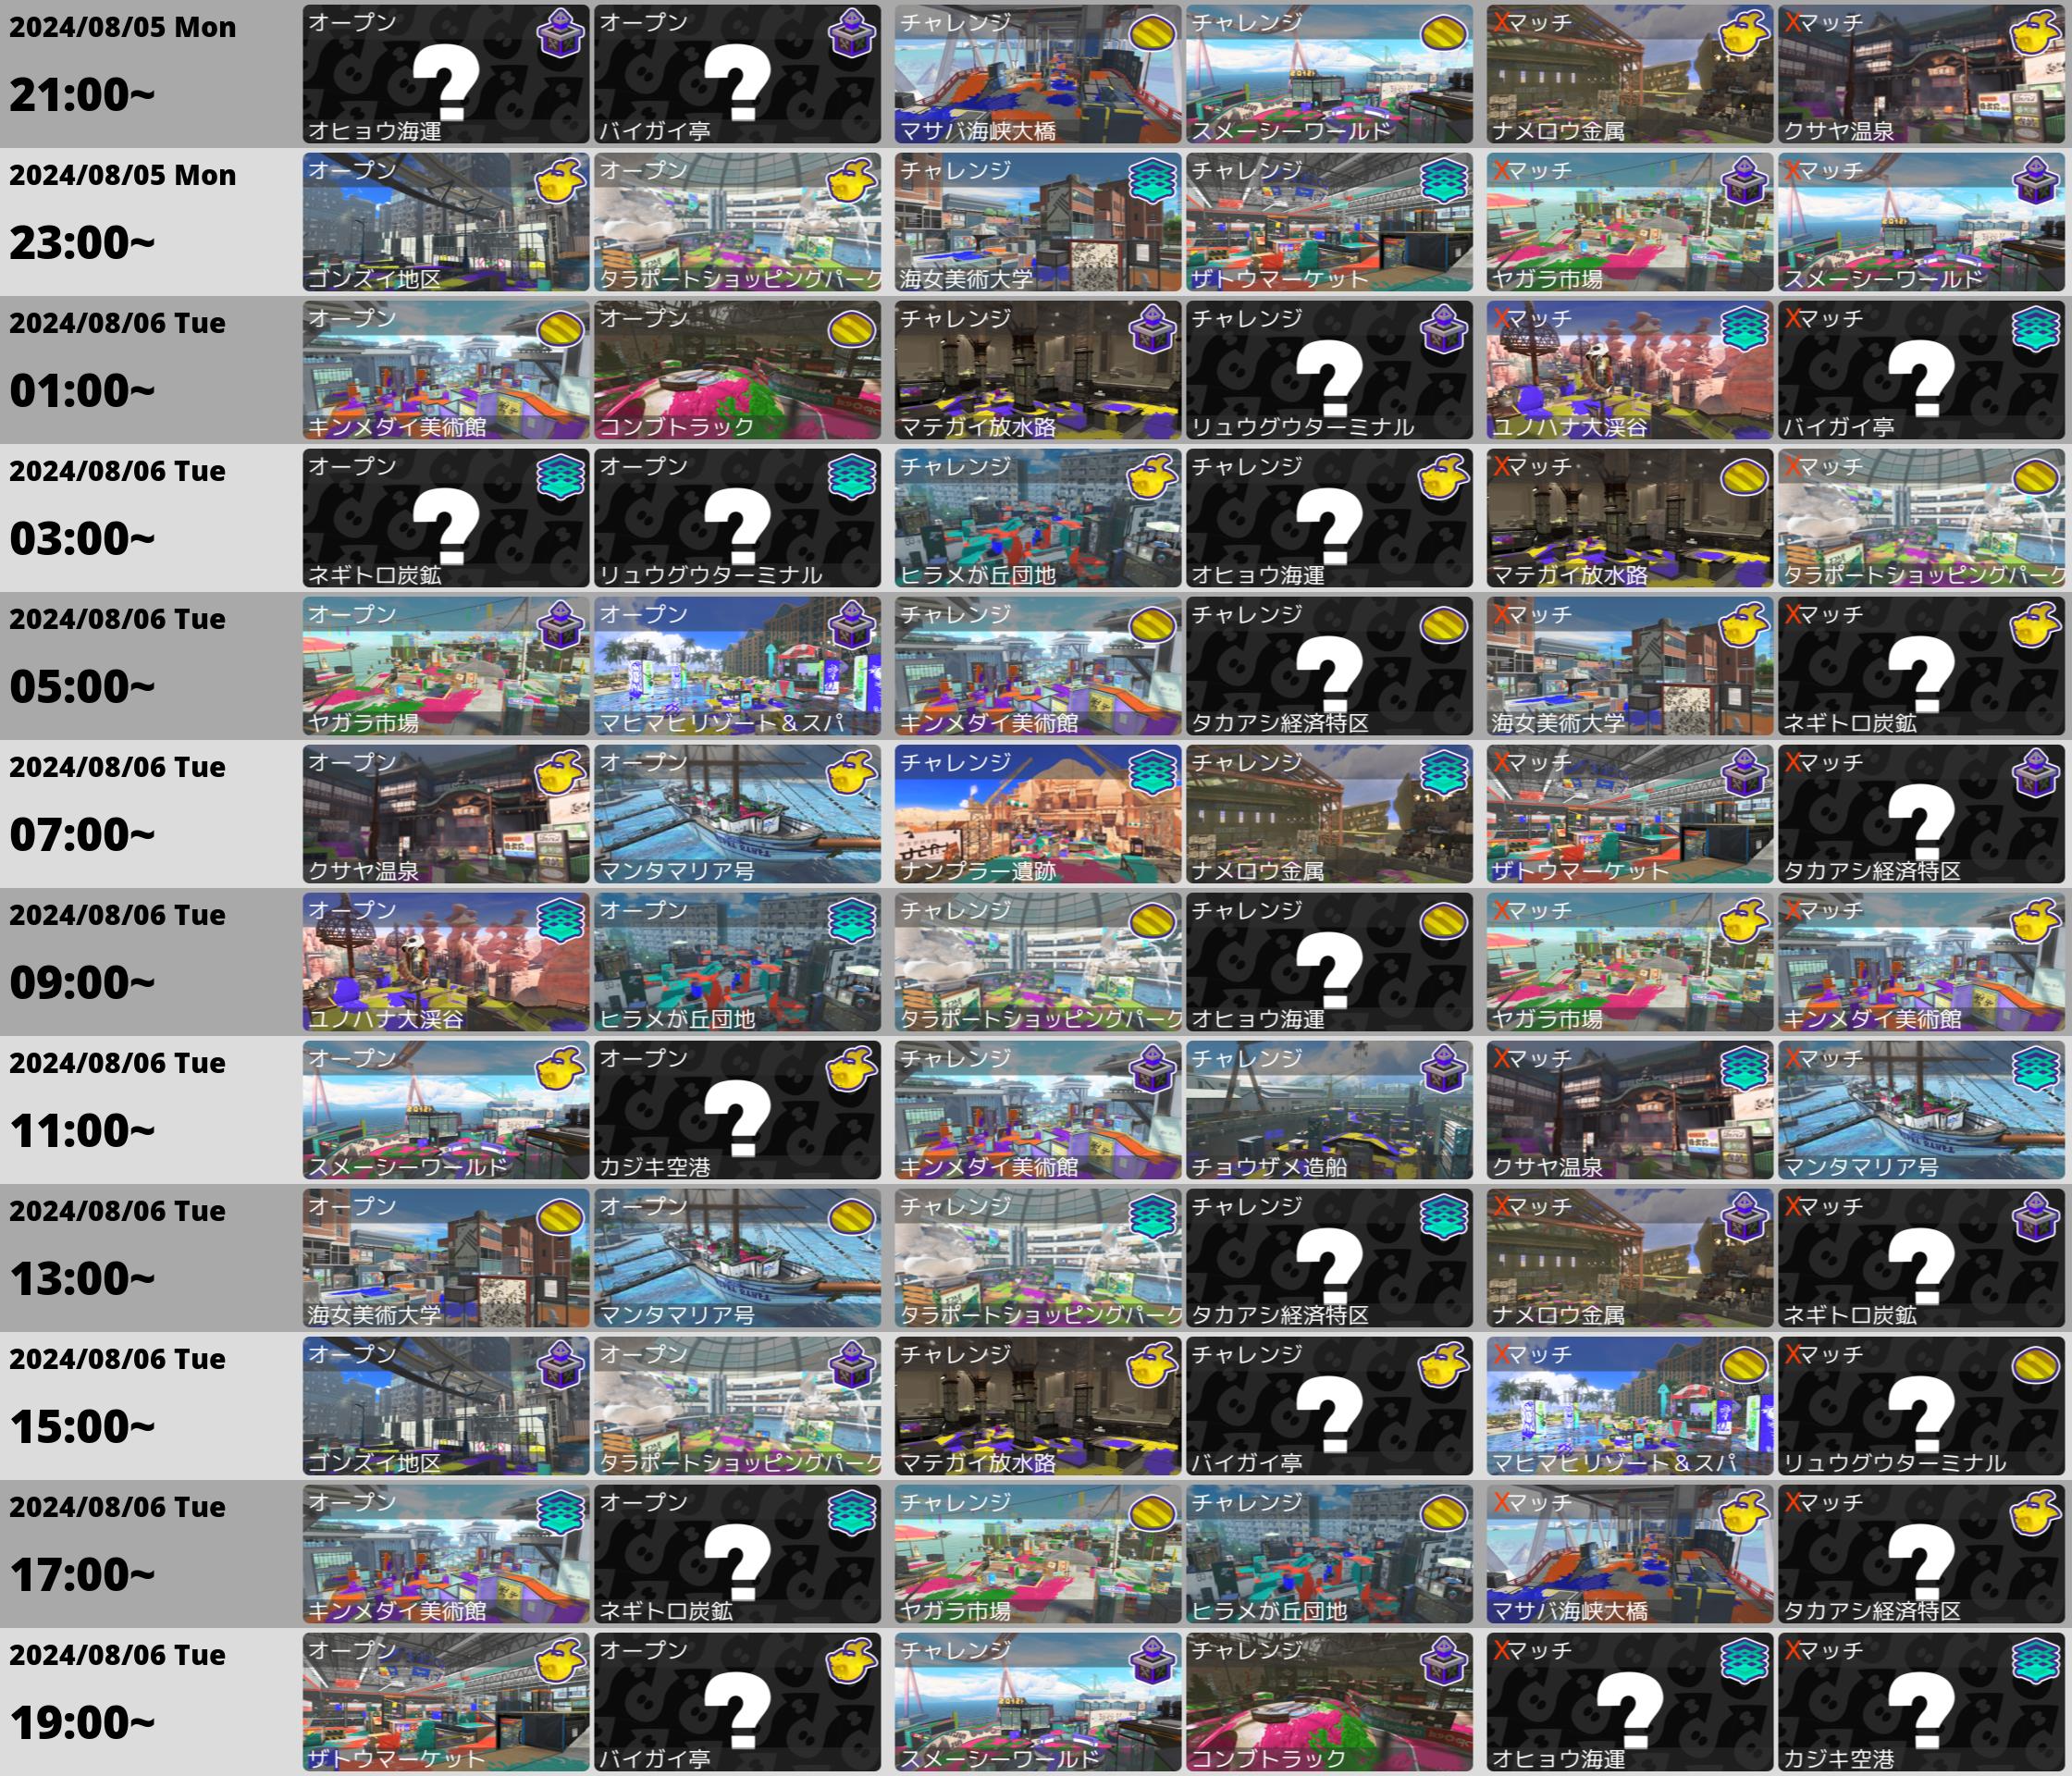 2024/08/05 Mon
21:00~
オープン オープン チャレンジ チャレンジ Xマッチ Xマッチ
オヒョウ海運 バイガイ亭 マサバ海峡大橋 スメーシーワールド ナメロウ金属 クサヤ温泉
2024/08/05 Mon
23:00~
オープン オープン チャレンジ チャレンジ Xマッチ Xマッチ
ゴンズイ地区 タラポートショッピングパーク 海女美術大学 ザトウマーケット ヤガラ市場 スメーシーワールド
2024/08/06 Tue
01:00~
オープン オープン チャレンジ チャレンジ Xマッチ Xマッチ
キンメダイ美術館 コンブトラック マテガイ放水路 リュウグウターミナル ユノハナ大渓谷 バイガイ亭
2024/08/06 Tue
03:00~
オープン オープン チャレンジ チャレンジ Xマッチ Xマッチ
ネギトロ炭鉱 リュウグウターミナル ヒラメが丘団地 オヒョウ海運 マテガイ放水路 タラポートショッピングパーク
2024/08/06 Tue
05:00~
オープン オープン チャレンジ チャレンジ Xマッチ Xマッチ
ヤガラ市場 マヒマヒリゾート&スパ キンメダイ美術館 タカアシ経済特区 海女美術大学 ネギトロ炭鉱
2024/08/06 Tue
07:00~
オープン オープン チャレンジ チャレンジ Xマッチ Xマッチ
クサヤ温泉 マンタマリア号 ナンプラー遺跡 ナメロウ金属 ザトウマーケット タカアシ経済特区
2024/08/06 Tue
09:00~
オープン オープン チャレンジ チャレンジ Xマッチ Xマッチ
ユノハナ大渓谷 ヒラメが丘団地 タラポートショッピングパーク オヒョウ海運 ヤガラ市場 キンメダイ美術館
2024/08/06 Tue
11:00~
オープン オープン チャレンジ チャレンジ Xマッチ Xマッチ
スメーシーワールド カジキ空港 キンメダイ美術館 チョウザメ造船 クサヤ温泉 マンタマリア号
2024/08/06 Tue
13:00~
オープン オープン チャレンジ チャレンジ Xマッチ Xマッチ
海女美術大学 マンタマリア号 タラポートショッピングパーク タカアシ経済特区 ナメロウ金属 ネギトロ炭鉱
2024/08/06 Tue
15:00~
オープン オープン チャレンジ チャレンジ Xマッチ Xマッチ
ゴンズイ地区 タラポートショッピングパーク マテガイ放水路 バイガイ亭 マヒマヒリゾート&スパ リュウグウターミナル
2024/08/06 Tue
17:00~
オープン オープン チャレンジ チャレンジ Xマッチ Xマッチ
キンメダイ美術館 ネギトロ炭鉱 ヤガラ市場 ヒラメが丘団地 マサバ海峡大橋 タカアシ経済特区
2024/08/06 Tue
19:00~
オープン オープン チャレンジ チャレンジ Xマッチ Xマッチ
ザトウマーケット バイガイ亭 スメーシーワールド コンブトラック オヒョウ海運 カジキ空港